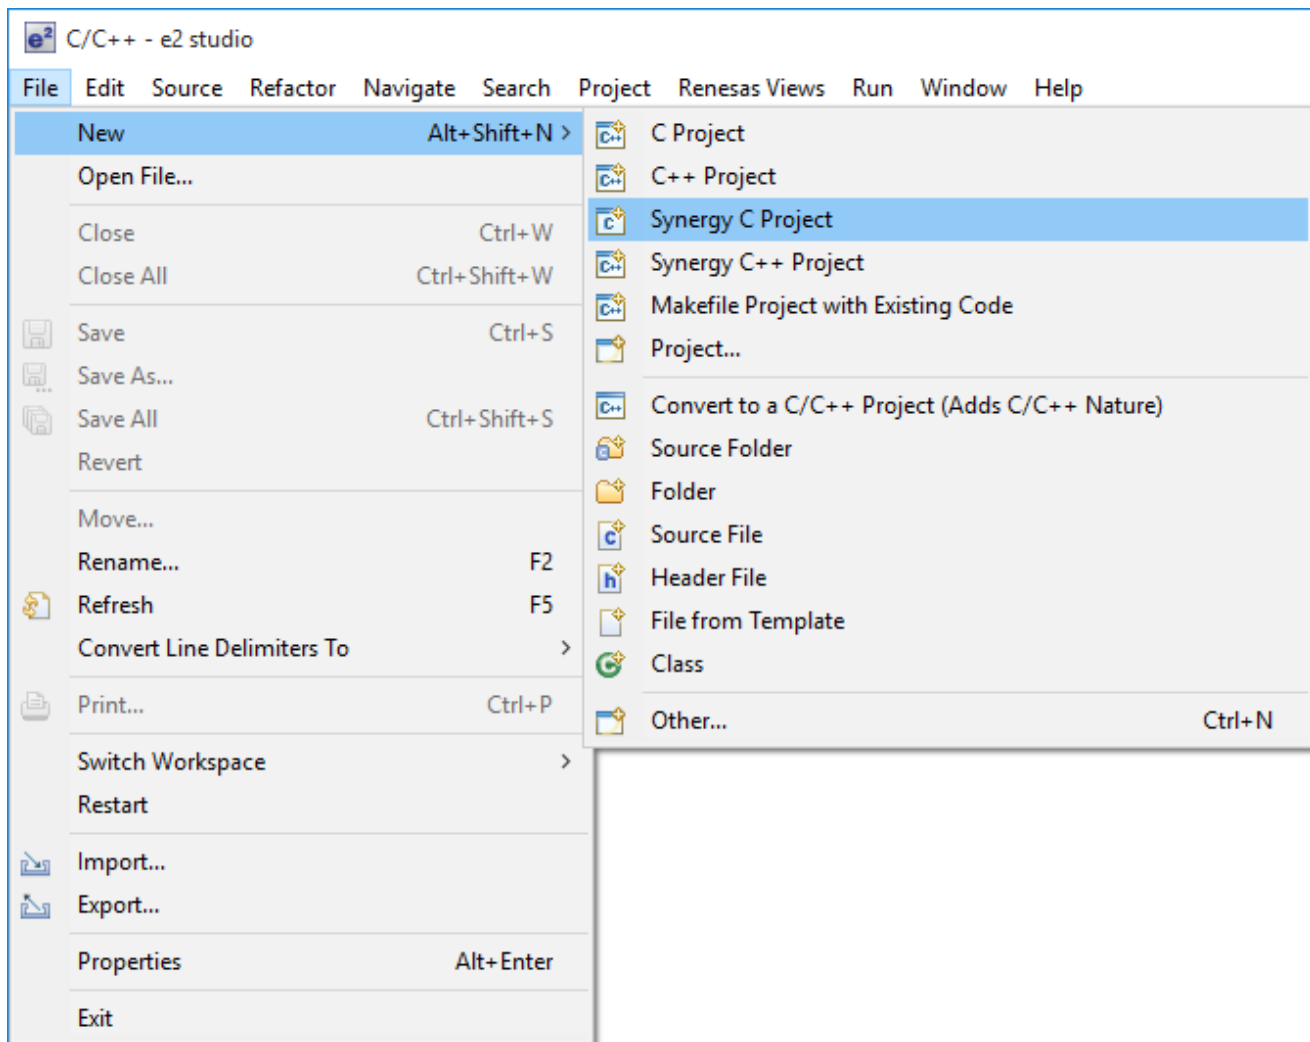 e² C/C++ - e2 studio
File Edit Source Refactor Navigate Search Project Renesas Views Run Window Help
New Alt+Shift+N >
Open File...
Close Ctrl+W
Close All Ctrl+Shift+W
Save Ctrl+S
Save As...
Save All Ctrl+Shift+S
Revert
Move...
Rename... F2
Refresh F5
Convert Line Delimiters To >
Print... Ctrl+P
Switch Workspace >
Restart
Import...
Export...
Properties Alt+Enter
Exit
C++ C Project
C++ C++ Project
C Synergy C Project
C++ Synergy C++ Project
C++ Makefile Project with Existing Code
Project...
C++ Convert to a C/C++ Project (Adds C/C++ Nature)
C Source Folder
Folder
c Source File
h Header File
File from Template
C Class
Other... Ctrl+N